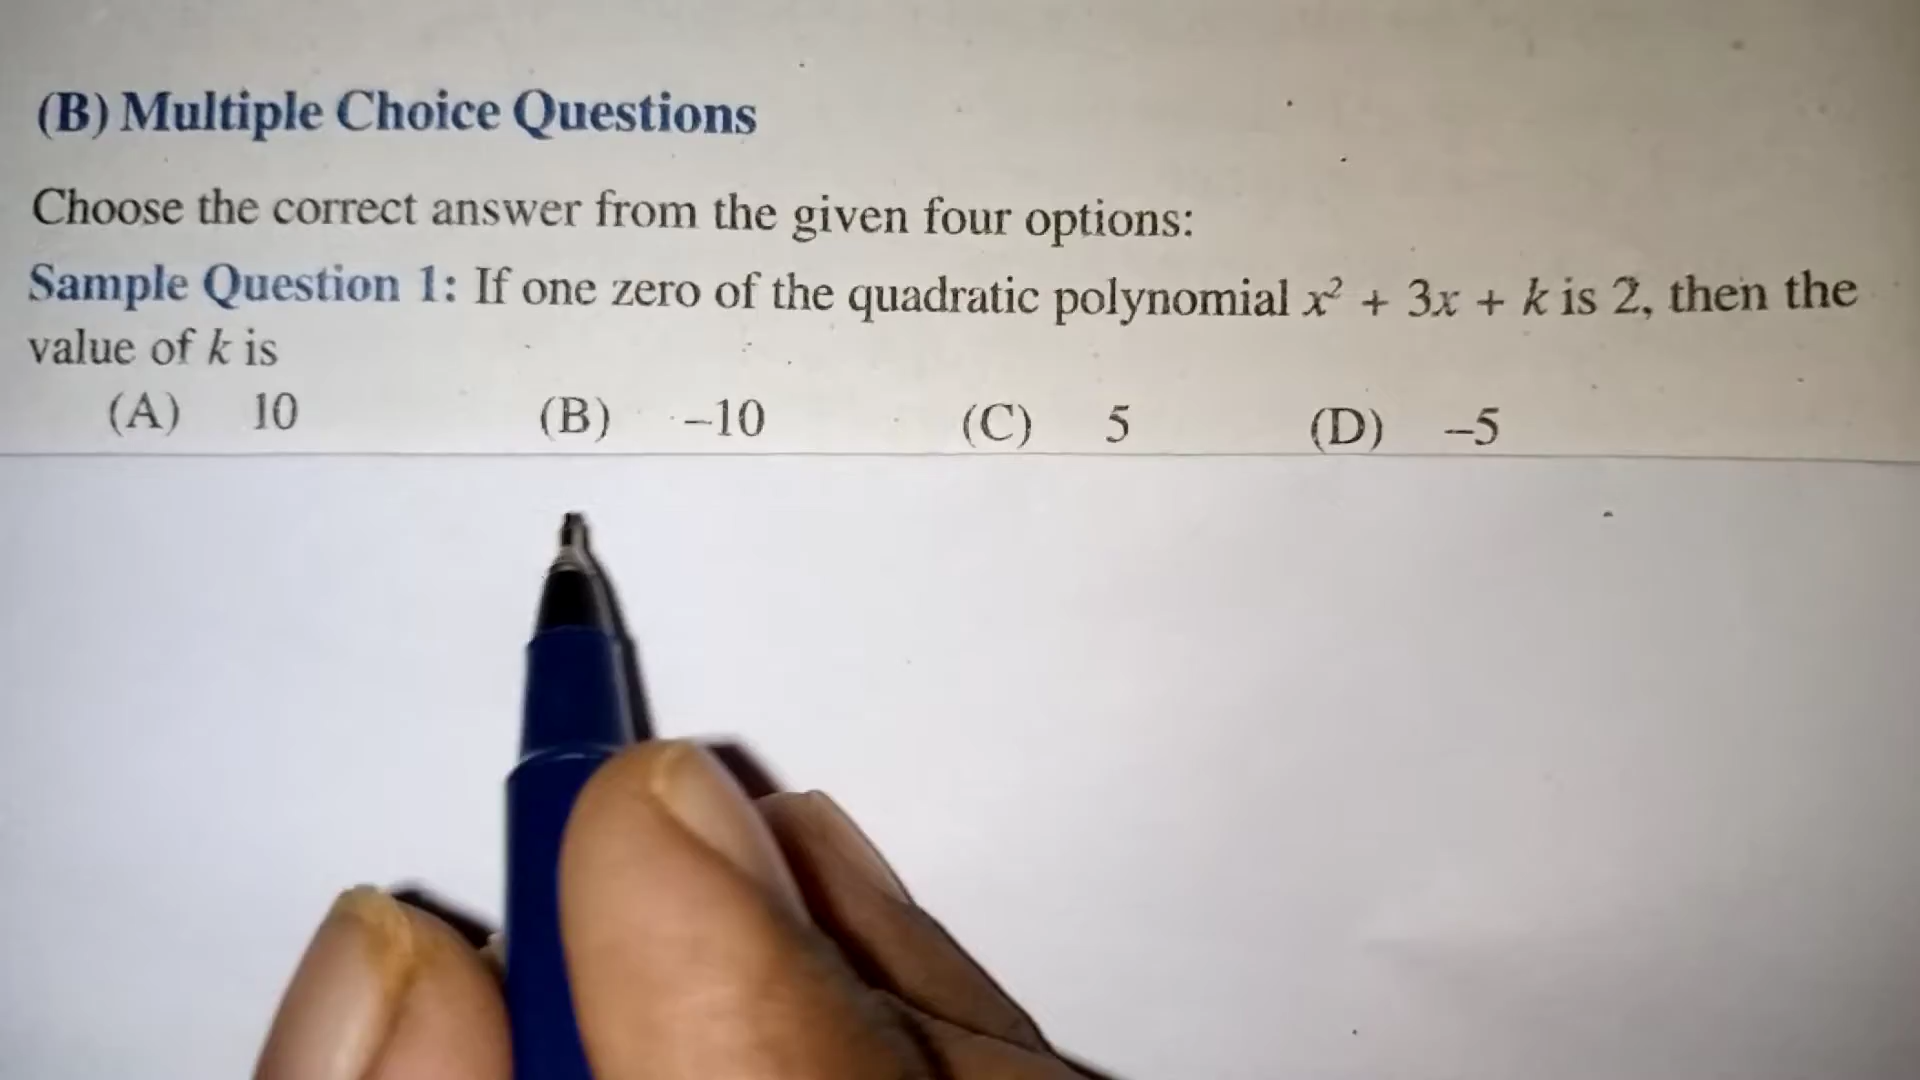 (B) Multiple Choice Questions
Choose the correct answer from the given four options:
Sample Question 1: If one zero of the quadratic polynomial x² + 3x + k is 2, then the
value of k is
(A) 10 (B) –10 (C) 5 (D) –5